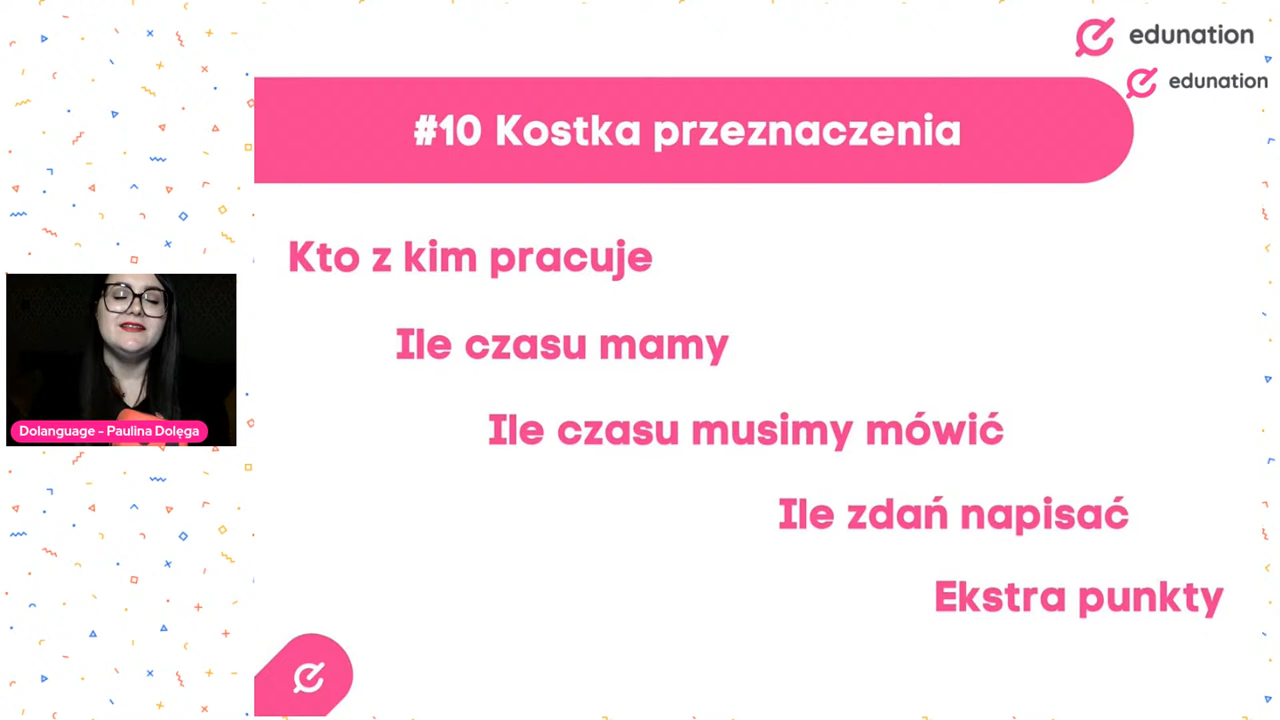 edunation
edunation
#10 Kostka przeznaczenia
Kto z kim pracuje
Ile czasu mamy
Ile czasu musimy mówić
Dolanguage - Paulina Dolęga
Ile zdań napisać
Ekstra punkty